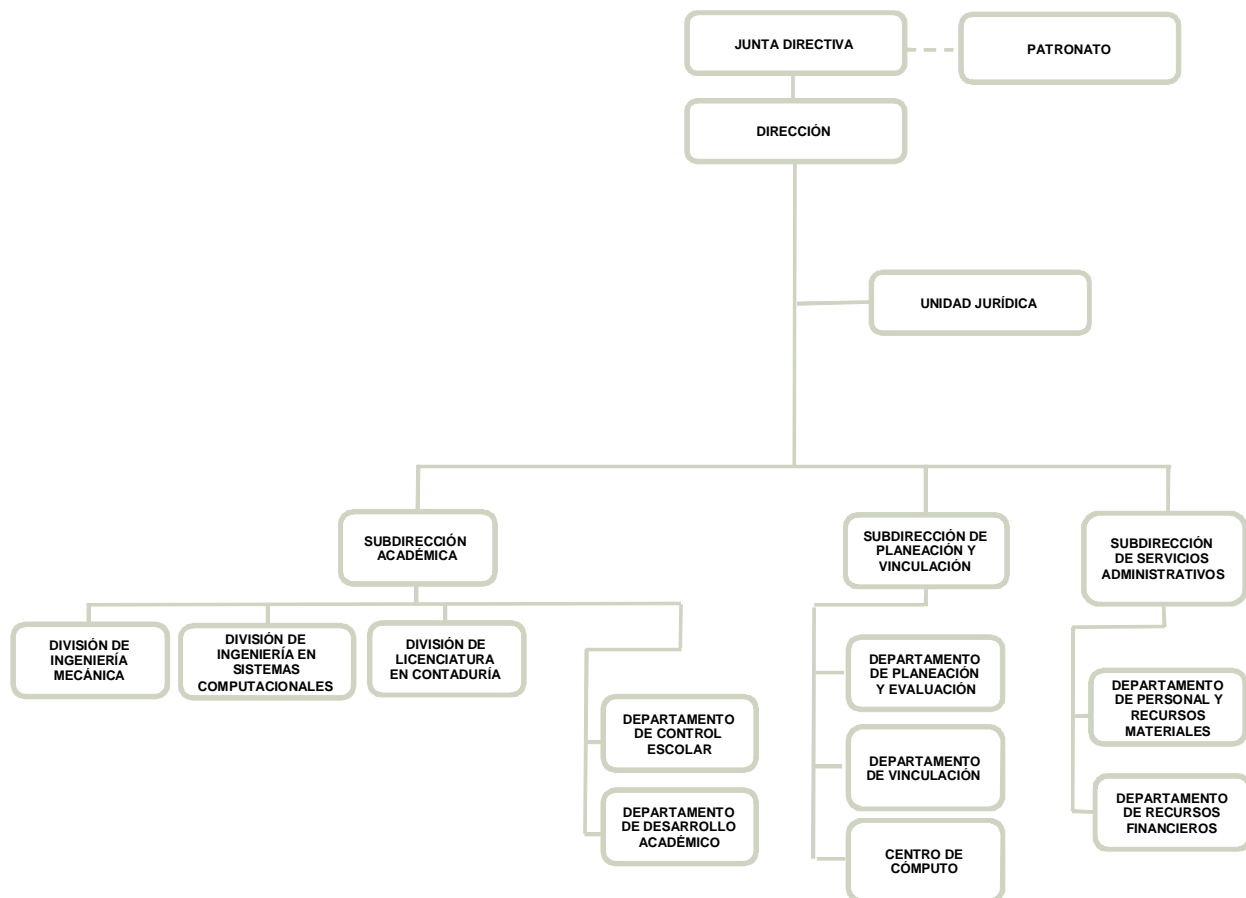 JUNTA DIRECTIVA
PATRONATO
DIRECCIÓN
UNIDAD JURÍDICA
SUBDIRECCIÓN
ACADÉMICA
SUBDIRECCIÓN DE
PLANEACIÓN Y
VINCULACIÓN
SUBDIRECCIÓN
DE SERVICIOS
ADMINISTRATIVOS
DIVISIÓN DE
INGENIERÍA
MECÁNICA
DIVISIÓN DE
INGENIERÍA EN
SISTEMAS
COMPUTACIONALES
DIVISIÓN DE
LICENCIATURA
EN CONTADURÍA
DEPARTAMENTO
DE CONTROL
ESCOLAR
DEPARTAMENTO
DE DESARROLLO
ACADÉMICO
DEPARTAMENTO
DE PLANEACIÓN
Y EVALUACIÓN
DEPARTAMENTO
DE VINCULACIÓN
CENTRO DE
CÓMPUTO
DEPARTAMENTO
DE PERSONAL Y
RECURSOS
MATERIALES
DEPARTAMENTO
DE RECURSOS
FINANCIEROS